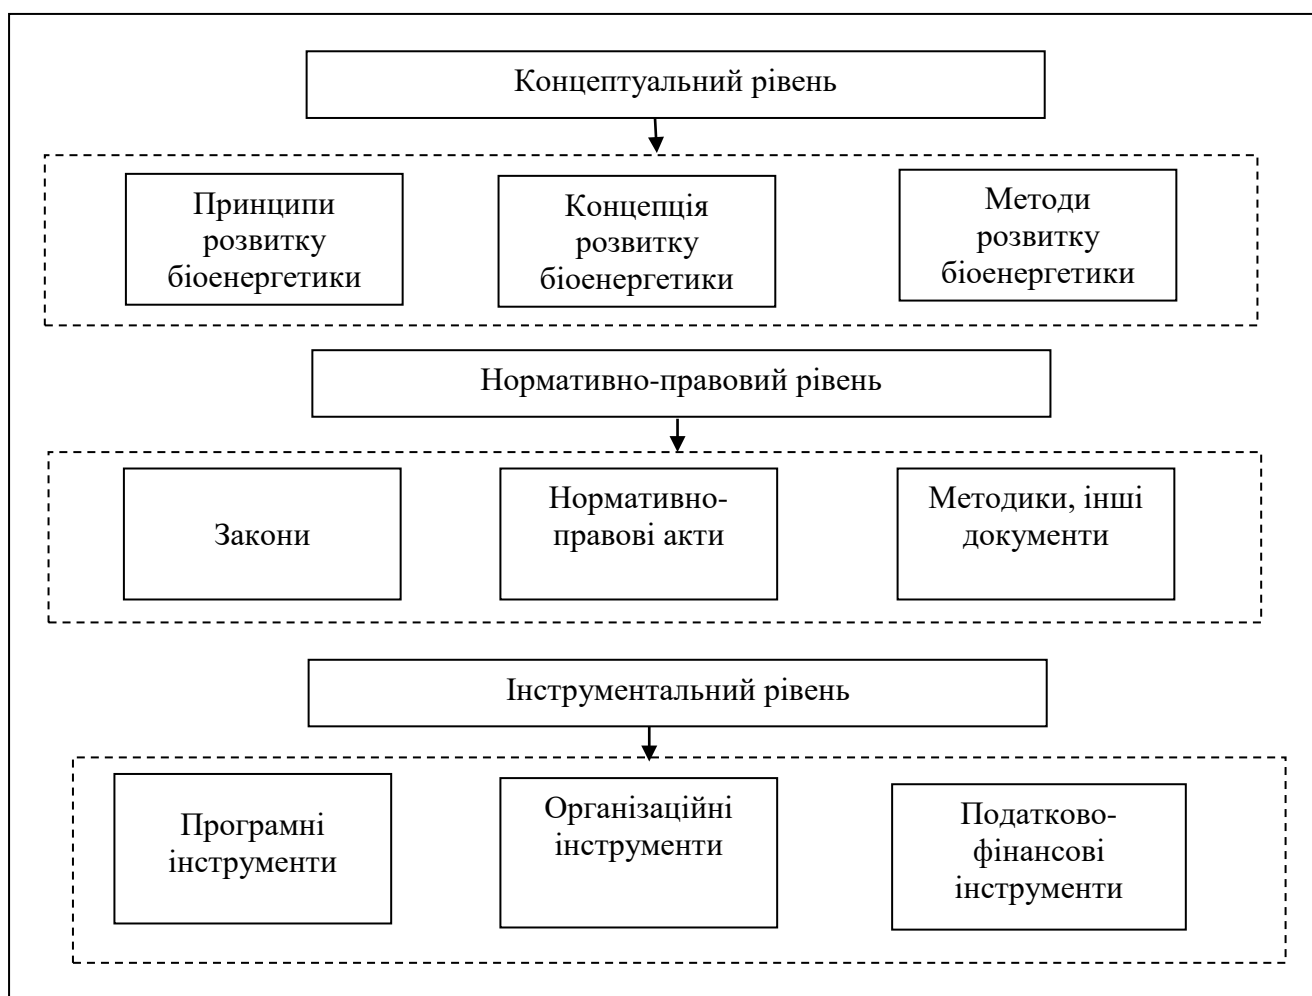 Концептуальний рівень
Принципи
розвитку
біоенергетики
Концепція
розвитку
біоенергетики
Методи
розвитку
біоенергетики
Нормативно-правовий рівень
Закони
Нормативно-
правові акти
Методики, інші
документи
Інструментальний рівень
Програмні
інструменти
Організаційні
інструменти
Податково-
фінансові
інструменти